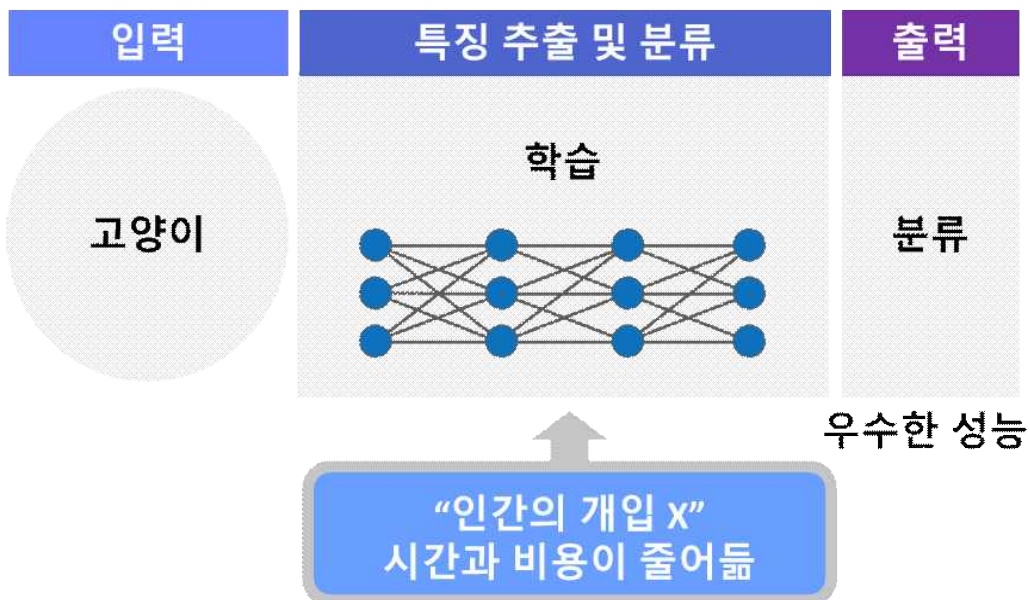 입력
특징 추출 및 분류
출력
고양이
학습
분류
우수한 성능
“인간의 개입 X”
시간과 비용이 줄어듦